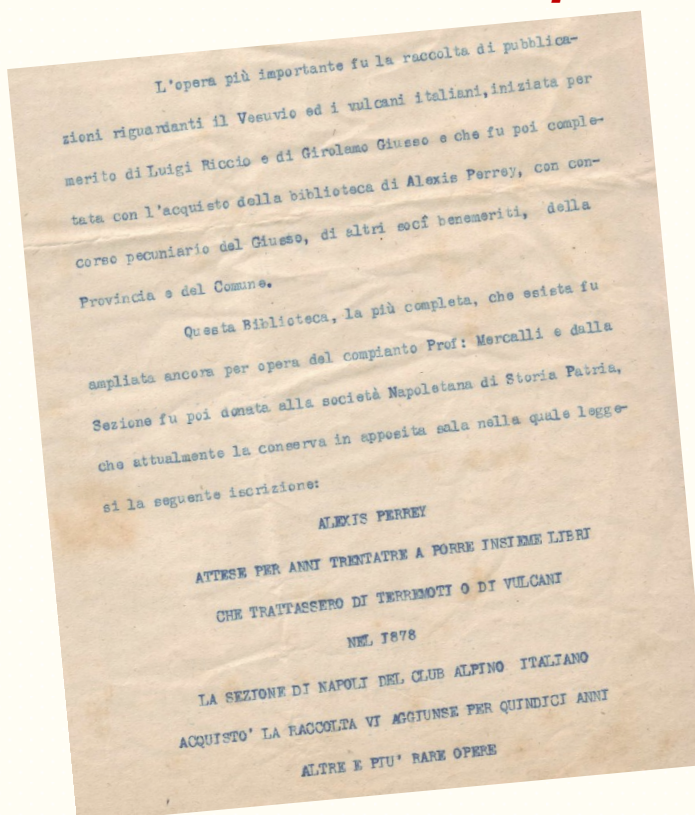 L'opera più importante fu la raccolta di pubblica-
zioni riguardanti il Vesuvio ed i vulcani italiani,iniziata per
merito di Luigi Riccio e di Girolamo Giusso e che fu poi comple-
tata con l'acquisto della biblioteca di Alexis Perrey, con con-
corso pecuniario del Giusso, di altri socî benemeriti, della
Provincia e del Comune.
Questa Biblioteca, la più completa, che esista fu
ampliata ancora per opera del compianto Prof: Mercalli e dalla
Sezione fu poi donata alla società Napoletana di Storia Patria,
che attualmente la conserva in apposita sala nella quale legge-
si la seguente iscrizione:
ALEXIS PERREY
ATTESE PER ANNI TRENTATRE A PORRE INSIEME LIBRI
CHE TRATTASSERO DI TERREMOTI O DI VULCANI
NEL I878
LA SEZIONE DI NAPOLI DEL CLUB ALPINO ITALIANO
ACQUISTO' LA RACCOLTA VI AGGIUNSE PER QUINDICI ANNI
ALTRE E PIU' RARE OPERE